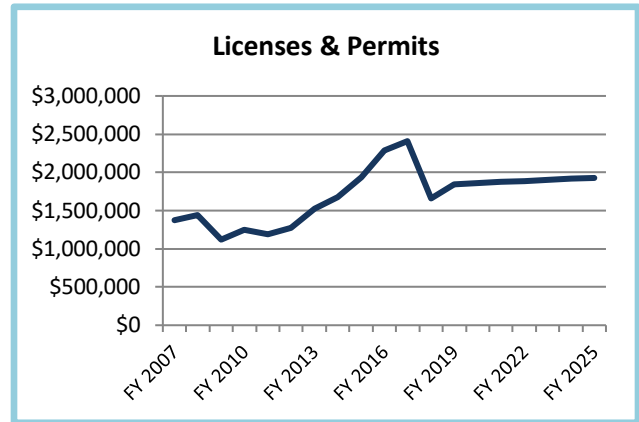 Licenses & Permits
$3,000,000
$2,500,000
$2,000,000
$1,500,000
$1,000,000
$500,000
$0
FY 2007
FY 2010
FY 2013
FY 2016
FY 2019
FY 2022
FY 2025